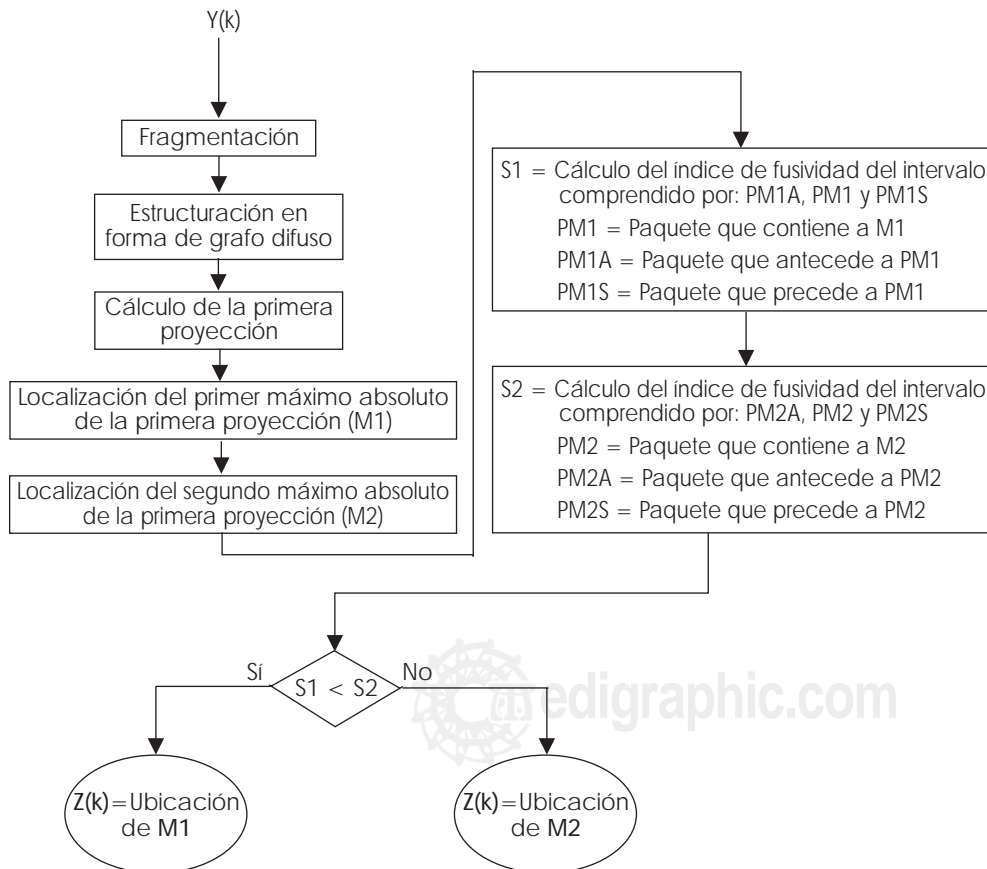 Y(k)
Fragmentación
Estructuración en
forma de grafo difuso
Cálculo de la primera
proyección
Localización del primer máximo absoluto
de la primera proyección (M1)
Localización del segundo máximo absoluto
de la primera proyección (M2)
S1 = Cálculo del índice de fusividad del intervalo
comprendido por: PM1A, PM1 y PM1S
PM1 = Paquete que contiene a M1
PM1A = Paquete que antecede a PM1
PM1S = Paquete que precede a PM1
S2 = Cálculo del índice de fusividad del intervalo
comprendido por: PM2A, PM2 y PM2S
PM2 = Paquete que contiene a M2
PM2A = Paquete que antecede a PM2
PM2S = Paquete que precede a PM2
Sí
S1 < S2
No
edigraphic.com
Z(k)=Ubicación
de M1
Z(k)=Ubicación
de M2